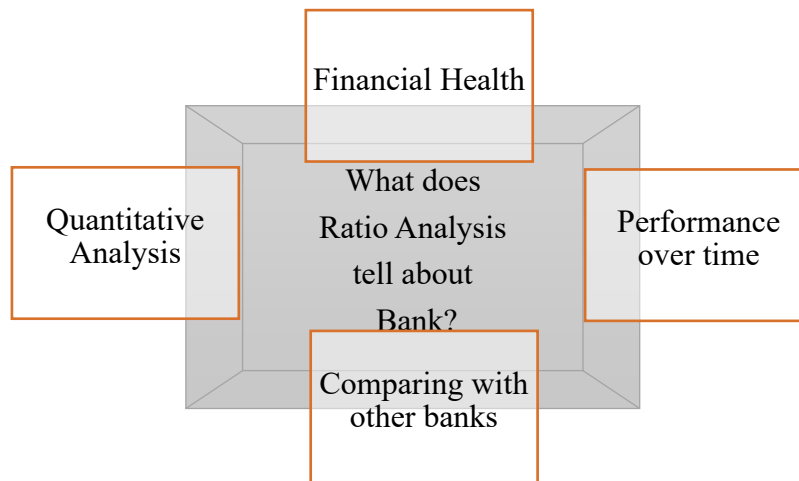 Financial Health
What does
Ratio Analysis
tell about
Bank?
Quantitative
Analysis
Performance
over time
Comparing with
other banks